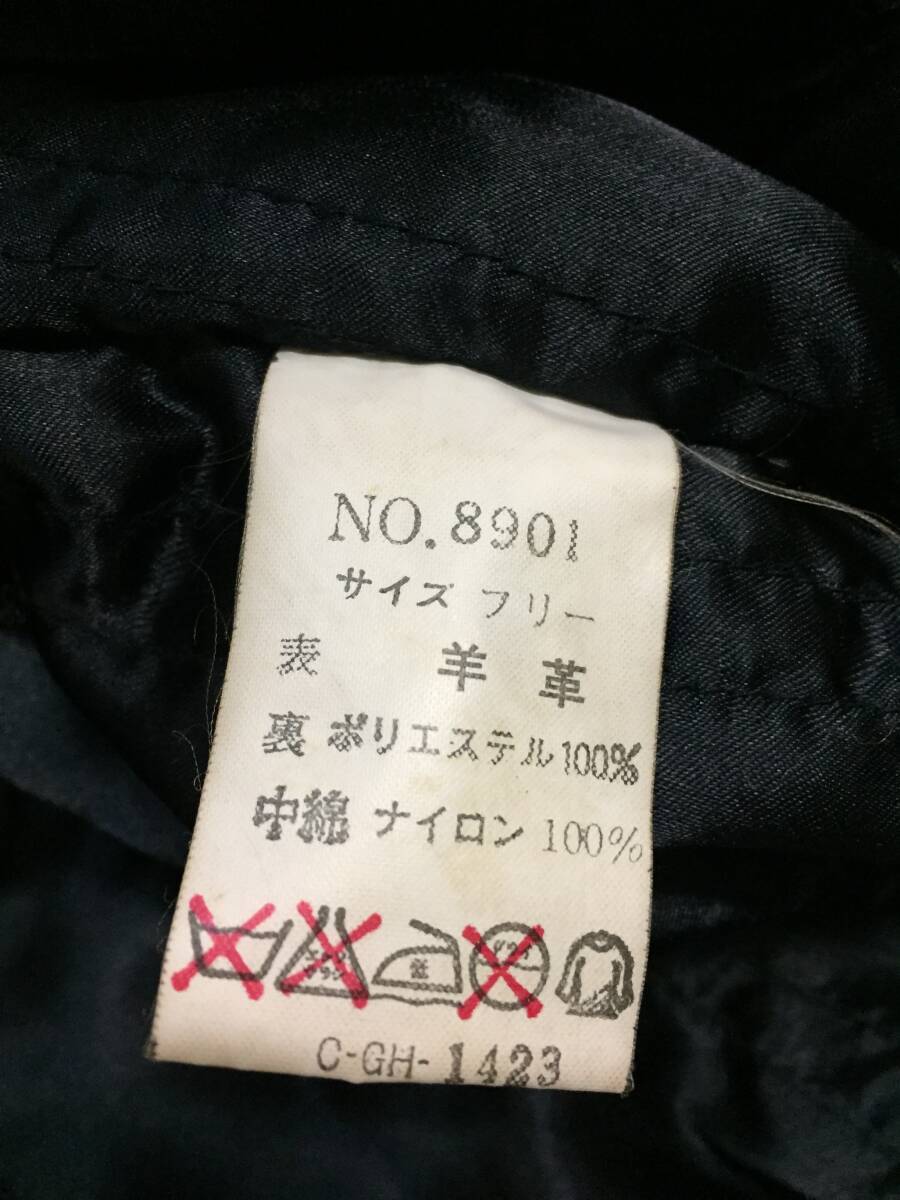 NO.8901
サイズ フリー
表 羊革
裏 ポリエステル100%
中綿 ナイロン 100%
C-GH-1423